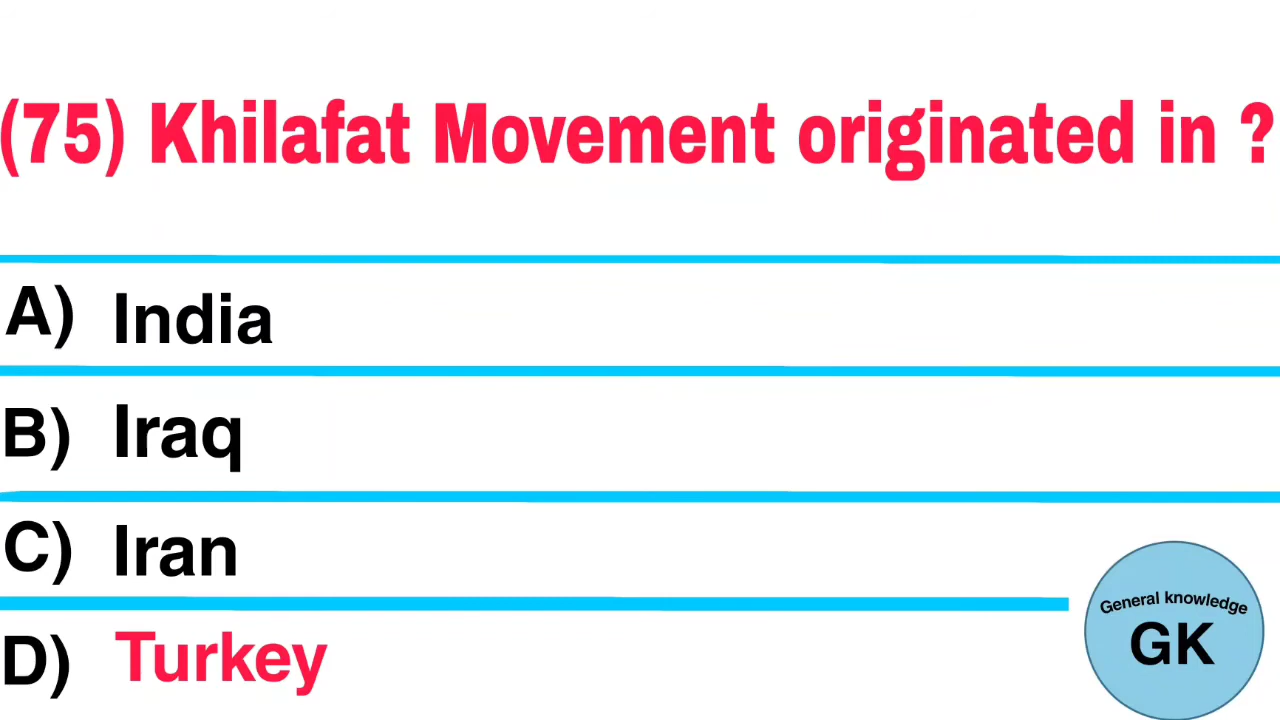 (75) Khilafat Movement originated in ?
A) India
B) Iraq
C) Iran
D) Turkey
General knowledge
GK